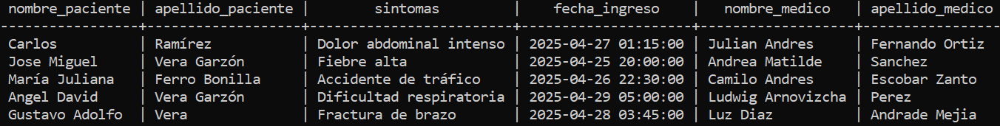 nombre_paciente | apellido_paciente |        sintomas         |    fecha_ingreso    |  nombre_medico   | apellido_medico
-----------------+-------------------+-------------------------+---------------------+------------------+-----------------
Carlos          | Ramírez           | Dolor abdominal intenso | 2025-04-27 01:15:00 | Julian Andres    | Fernando Ortiz
Jose Miguel     | Vera Garzón       | Fiebre alta             | 2025-04-25 20:00:00 | Andrea Matilde   | Sanchez
María Juliana   | Ferro Bonilla     | Accidente de tráfico    | 2025-04-26 22:30:00 | Camilo Andres    | Escobar Zanto
Angel David     | Vera Garzón       | Dificultad respiratoria | 2025-04-29 05:00:00 | Ludwig Arnovizcha | Perez
Gustavo Adolfo  | Vera              | Fractura de brazo       | 2025-04-28 03:45:00 | Luz Diaz         | Andrade Mejia